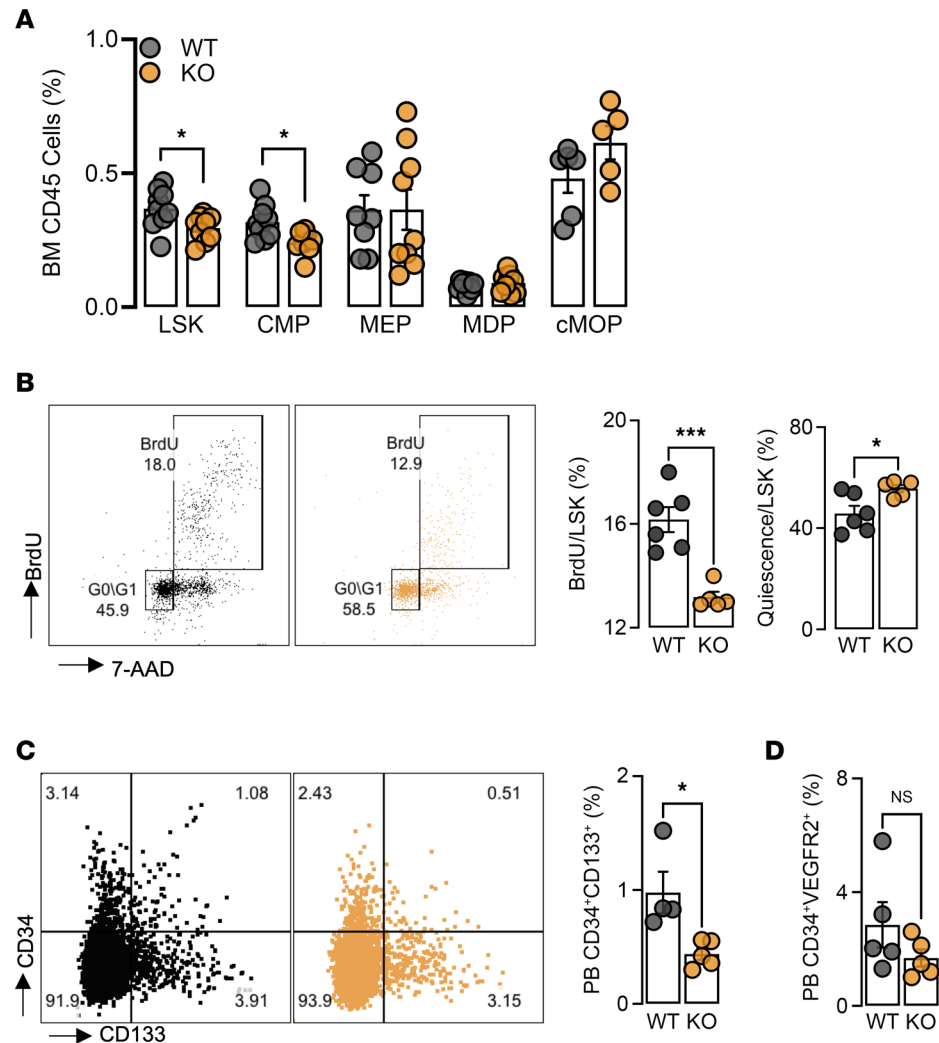 A
1.0
0.5
0.0
BM CD45 Cells (%)
WT
KO
*
*
LSK
CMP
MEP
MDP
cMOP
B
BrdU
18.0
G0\G1
45.9
BrdU
12.9
G0\G1
58.5
BrdU
7-AAD
20
16
12
BrdU/LSK (%)
***
WT
KO
80
40
0
Quiescence/LSK (%)
*
WT
KO
C
3.14
1.08
91.9
3.91
2.43
0.51
93.9
3.15
CD34
CD133
2
1
0
PB CD34⁺CD133⁺ (%)
*
WT
KO
D
8
4
0
PB CD34⁺VEGFR2⁺ (%)
NS
WT
KO